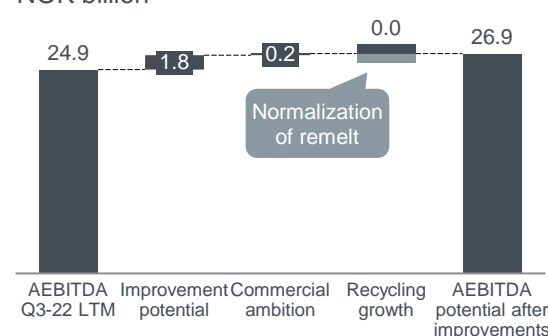 NOK billion
24.9
1.8
0.2
0.0
26.9
Normalization
of remelt
AEBITDA
Q3-22 LTM
Improvement
potential
Commercial
ambition
Recycling
growth
AEBITDA
potential after
improvements